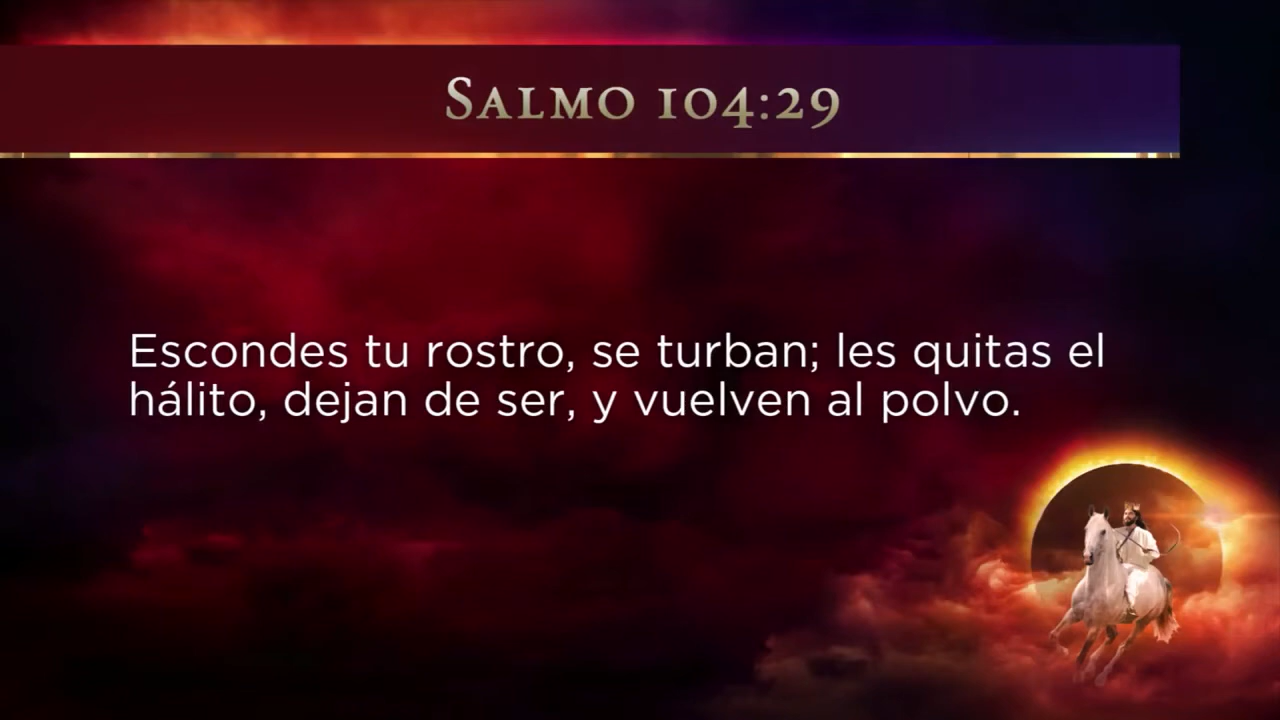 Salmo 104:29
Escondes tu rostro, se turban; les quitas el
hálito, dejan de ser, y vuelven al polvo.